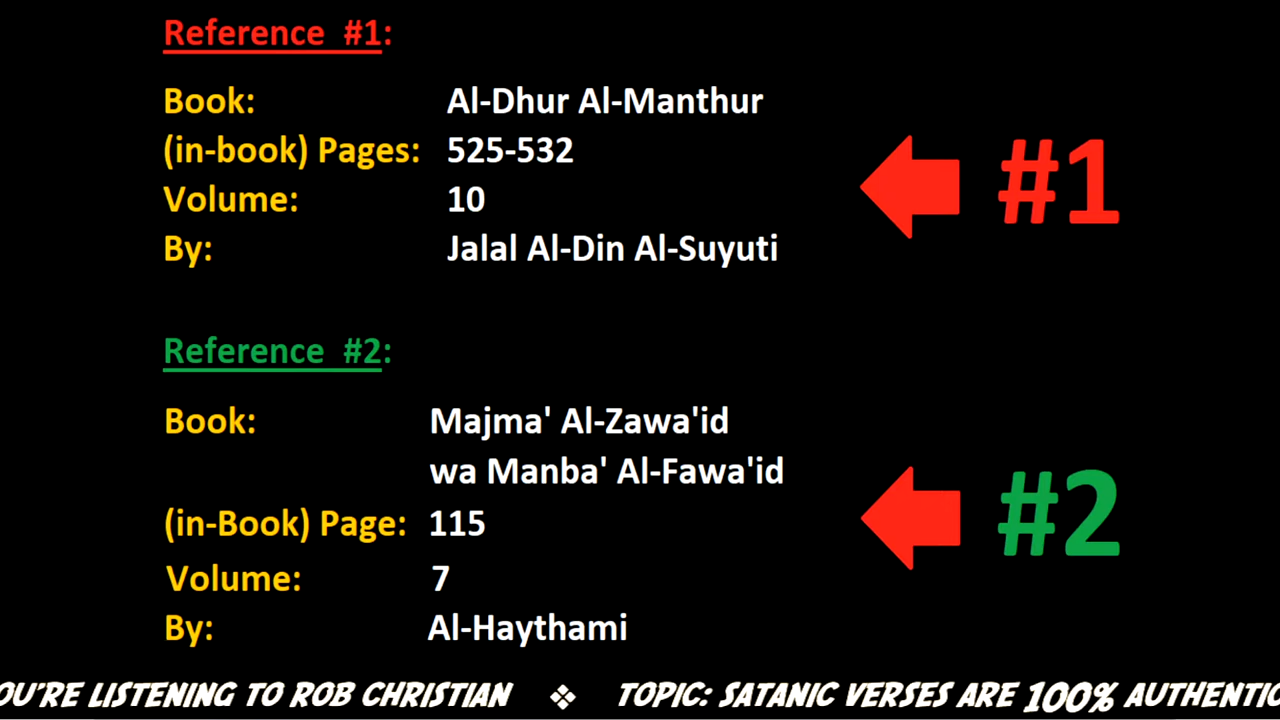 Reference #1:
Book: Al-Dhur Al-Manthur
(in-book) Pages: 525-532
Volume: 10
By: Jalal Al-Din Al-Suyuti
#1
Reference #2:
Book: Majma' Al-Zawa'id
wa Manba' Al-Fawa'id
(in-Book) Page: 115
Volume: 7
By: Al-Haythami
#2
OU'RE LISTENING TO ROB CHRISTIAN ❖ TOPIC: SATANIC VERSES ARE 100% AUTHENTIC